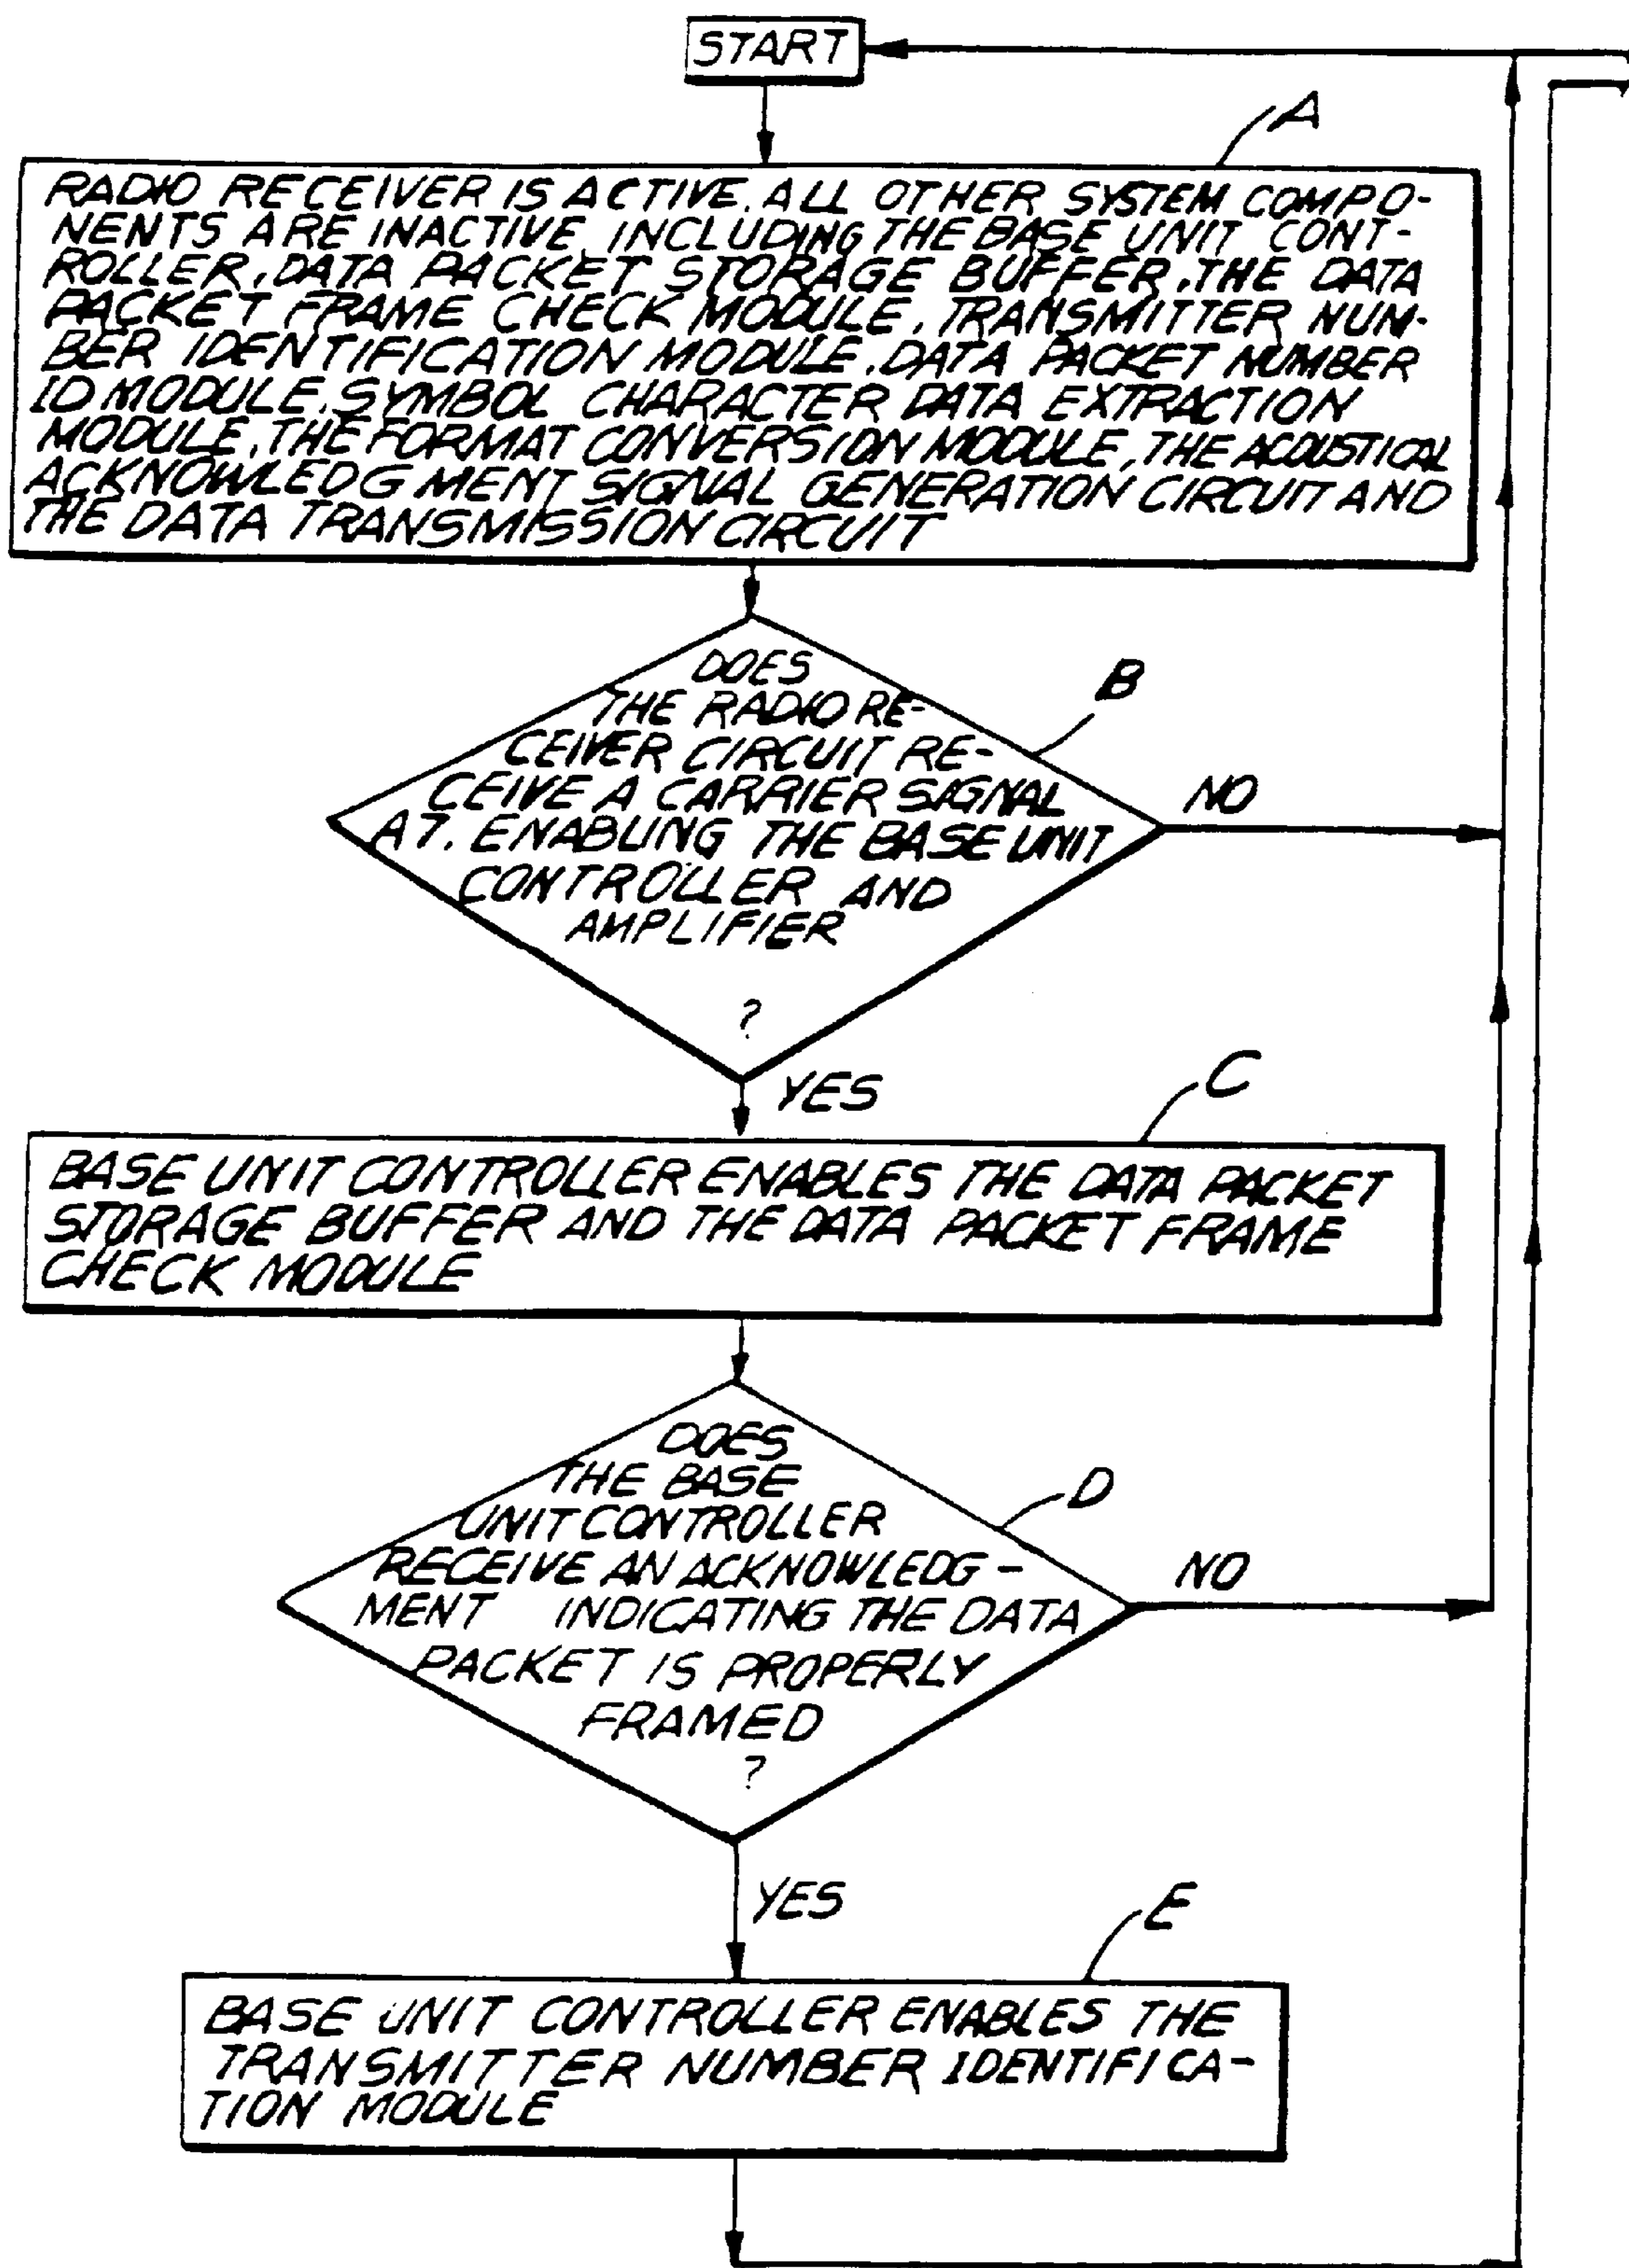 START
A
RADIO RECEIVER IS ACTIVE. ALL OTHER SYSTEM COMPO-
NENTS ARE INACTIVE, INCLUDING THE BASE UNIT CONT-
ROLLER, DATA PACKET STORAGE BUFFER, THE DATA
PACKET FRAME CHECK MODULE, TRANSMITTER NUM-
BER IDENTIFICATION MODULE, DATA PACKET NUMBER
ID MODULE, SYMBOL CHARACTER DATA EXTRACTION
MODULE, THE FORMAT CONVERSION MODULE, THE ACOUSTICAL
ACKNOWLEDGMENT SIGNAL GENERATION CIRCUIT AND
THE DATA TRANSMISSION CIRCUIT
B
DOES
THE RADIO RE-
CEIVER CIRCUIT RE-
CEIVE A CARRIER SIGNAL
AT. ENABLING THE BASE UNIT
CONTROLLER AND
AMPLIFIER
?
NO
YES
C
BASE UNIT CONTROLLER ENABLES THE DATA PACKET
STORAGE BUFFER AND THE DATA PACKET FRAME
CHECK MODULE
D
DOES
THE BASE
UNIT CONTROLLER
RECEIVE AN ACKNOWLEDG-
MENT INDICATING THE DATA
PACKET IS PROPERLY
FRAMED
?
NO
YES
E
BASE UNIT CONTROLLER ENABLES THE
TRANSMITTER NUMBER IDENTIFICA-
TION MODULE